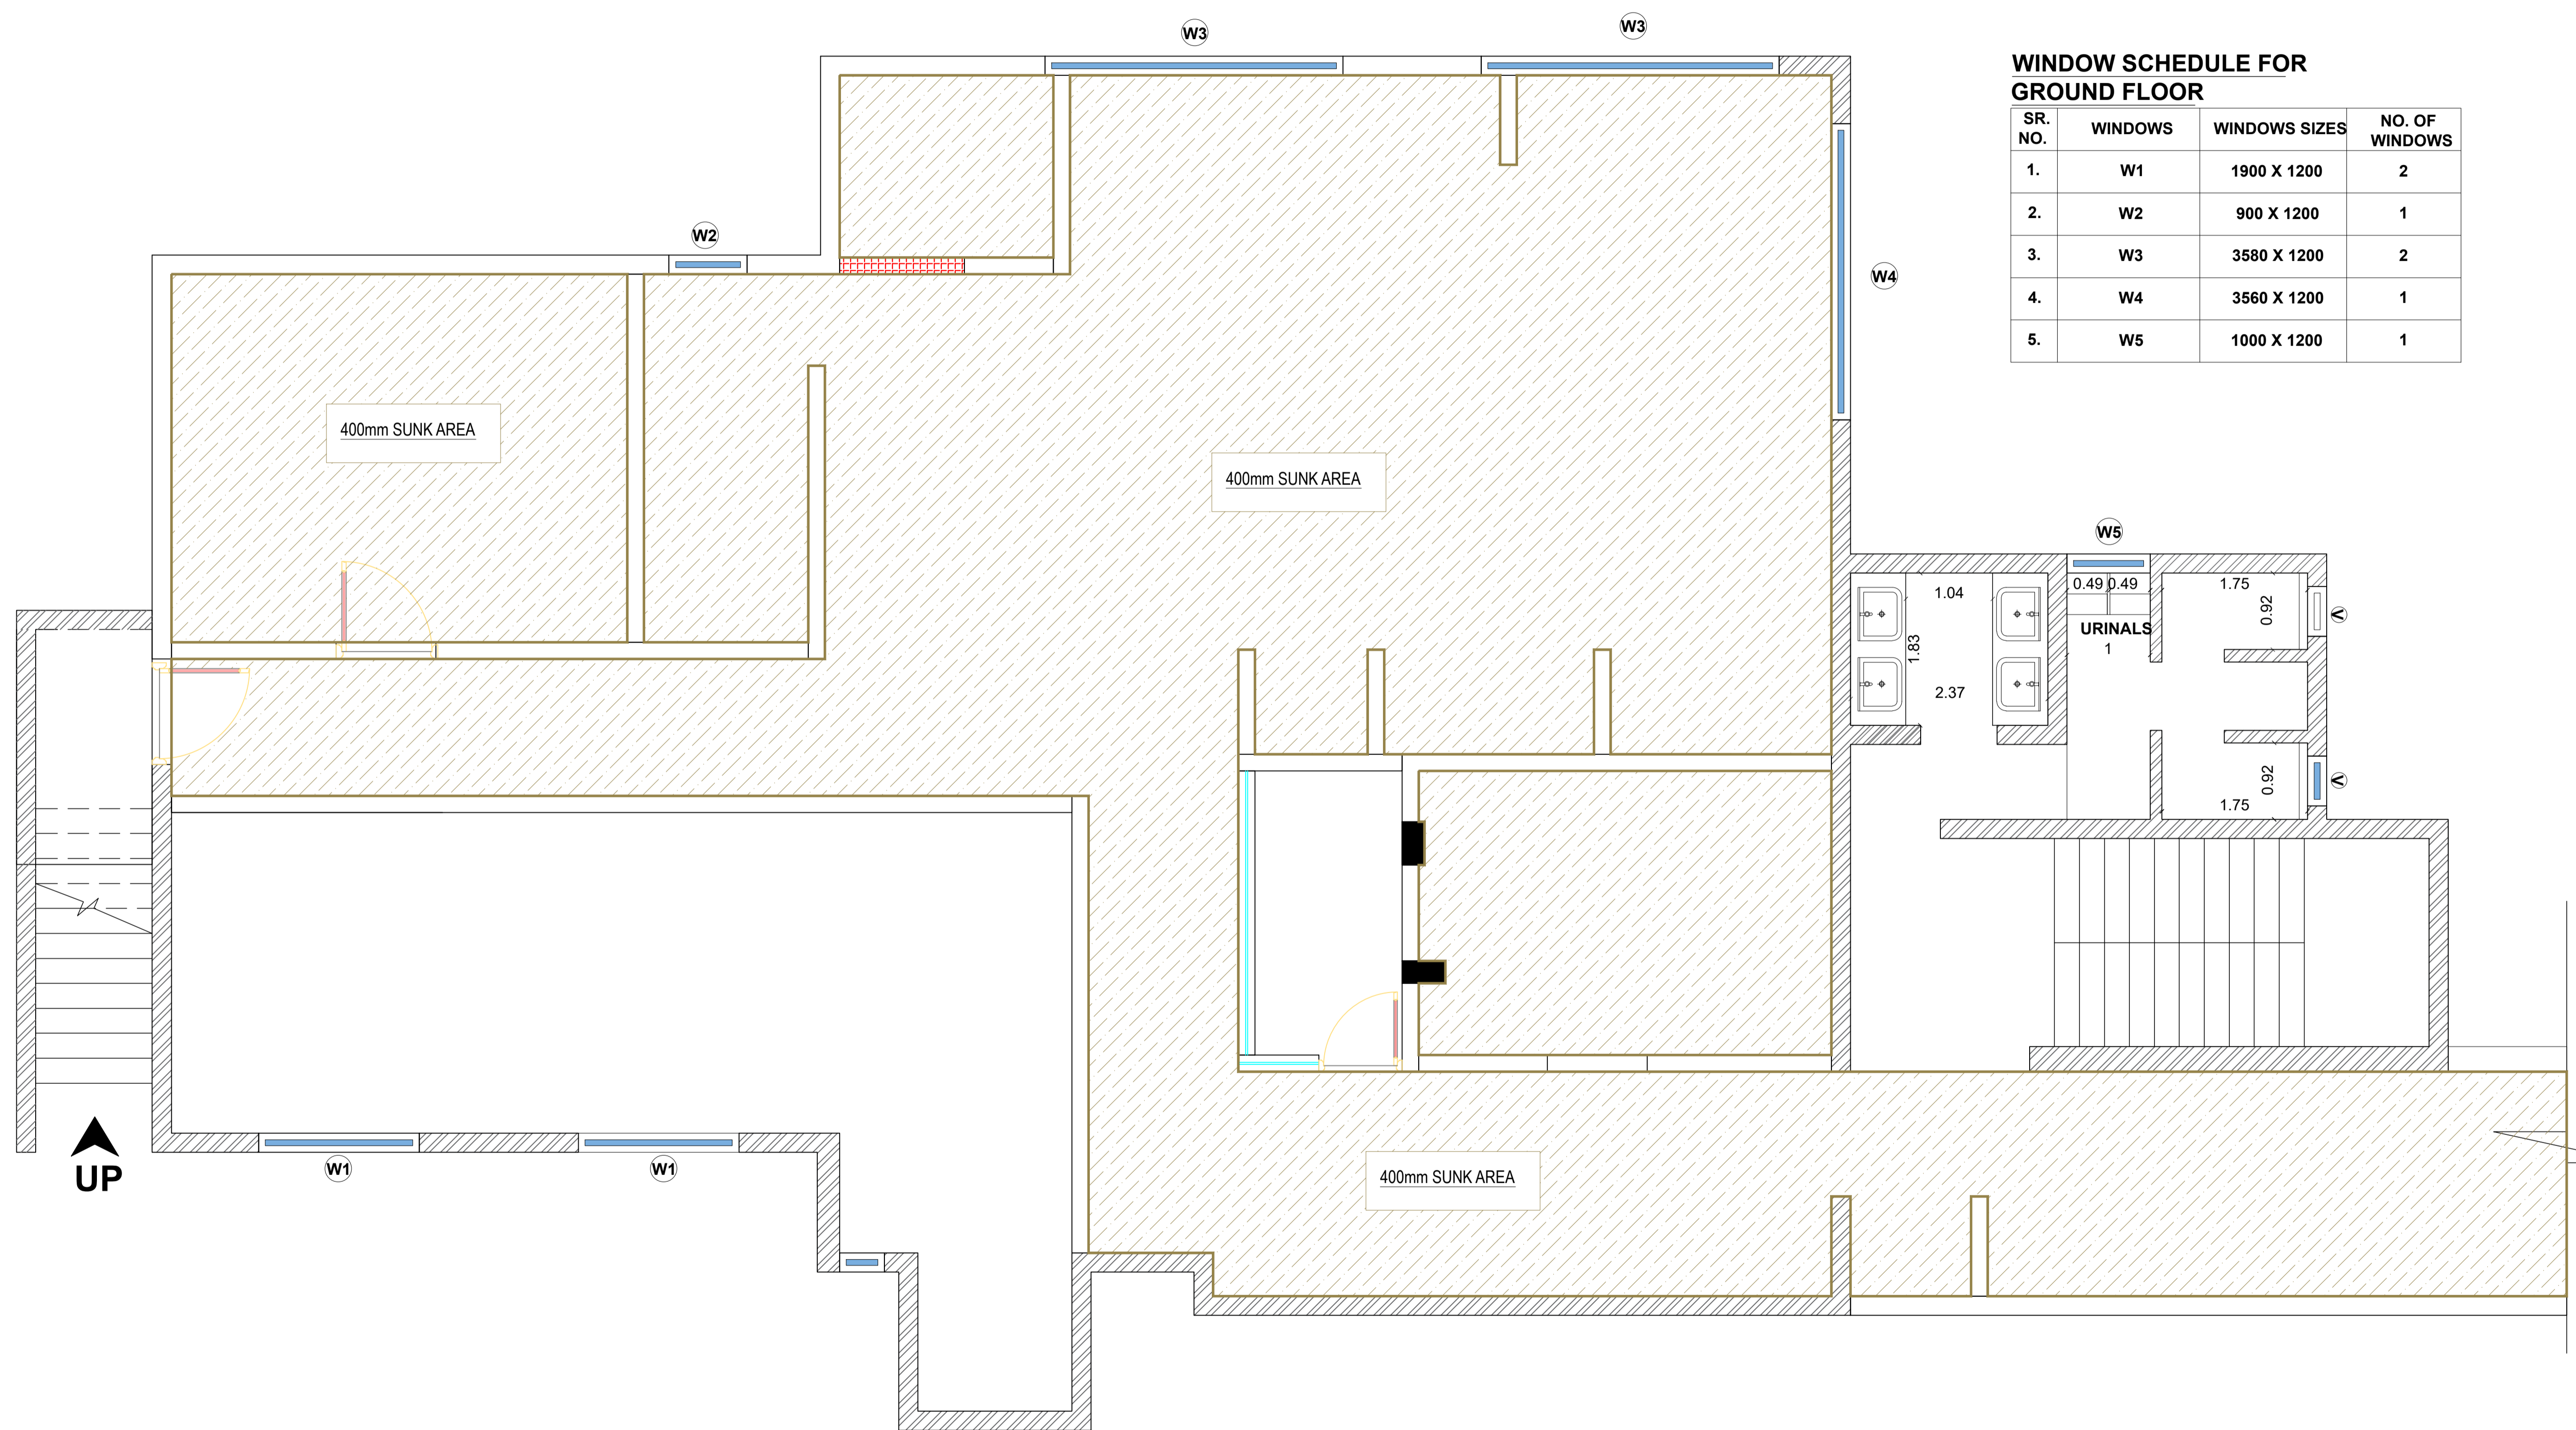 W3
W3
WINDOW SCHEDULE FOR
GROUND FLOOR
SR. NO. WINDOWS WINDOWS SIZES NO. OF WINDOWS
1. W1 1900 X 1200 2
2. W2 900 X 1200 1
3. W3 3580 X 1200 2
4. W4 3560 X 1200 1
5. W5 1000 X 1200 1
W2
W4
400mm SUNK AREA
400mm SUNK AREA
W5
0.49 0.49
1.75
1.04
0.92
V
URINALS
1
1.83
2.37
0.92
V
1.75
UP
W1
W1
400mm SUNK AREA